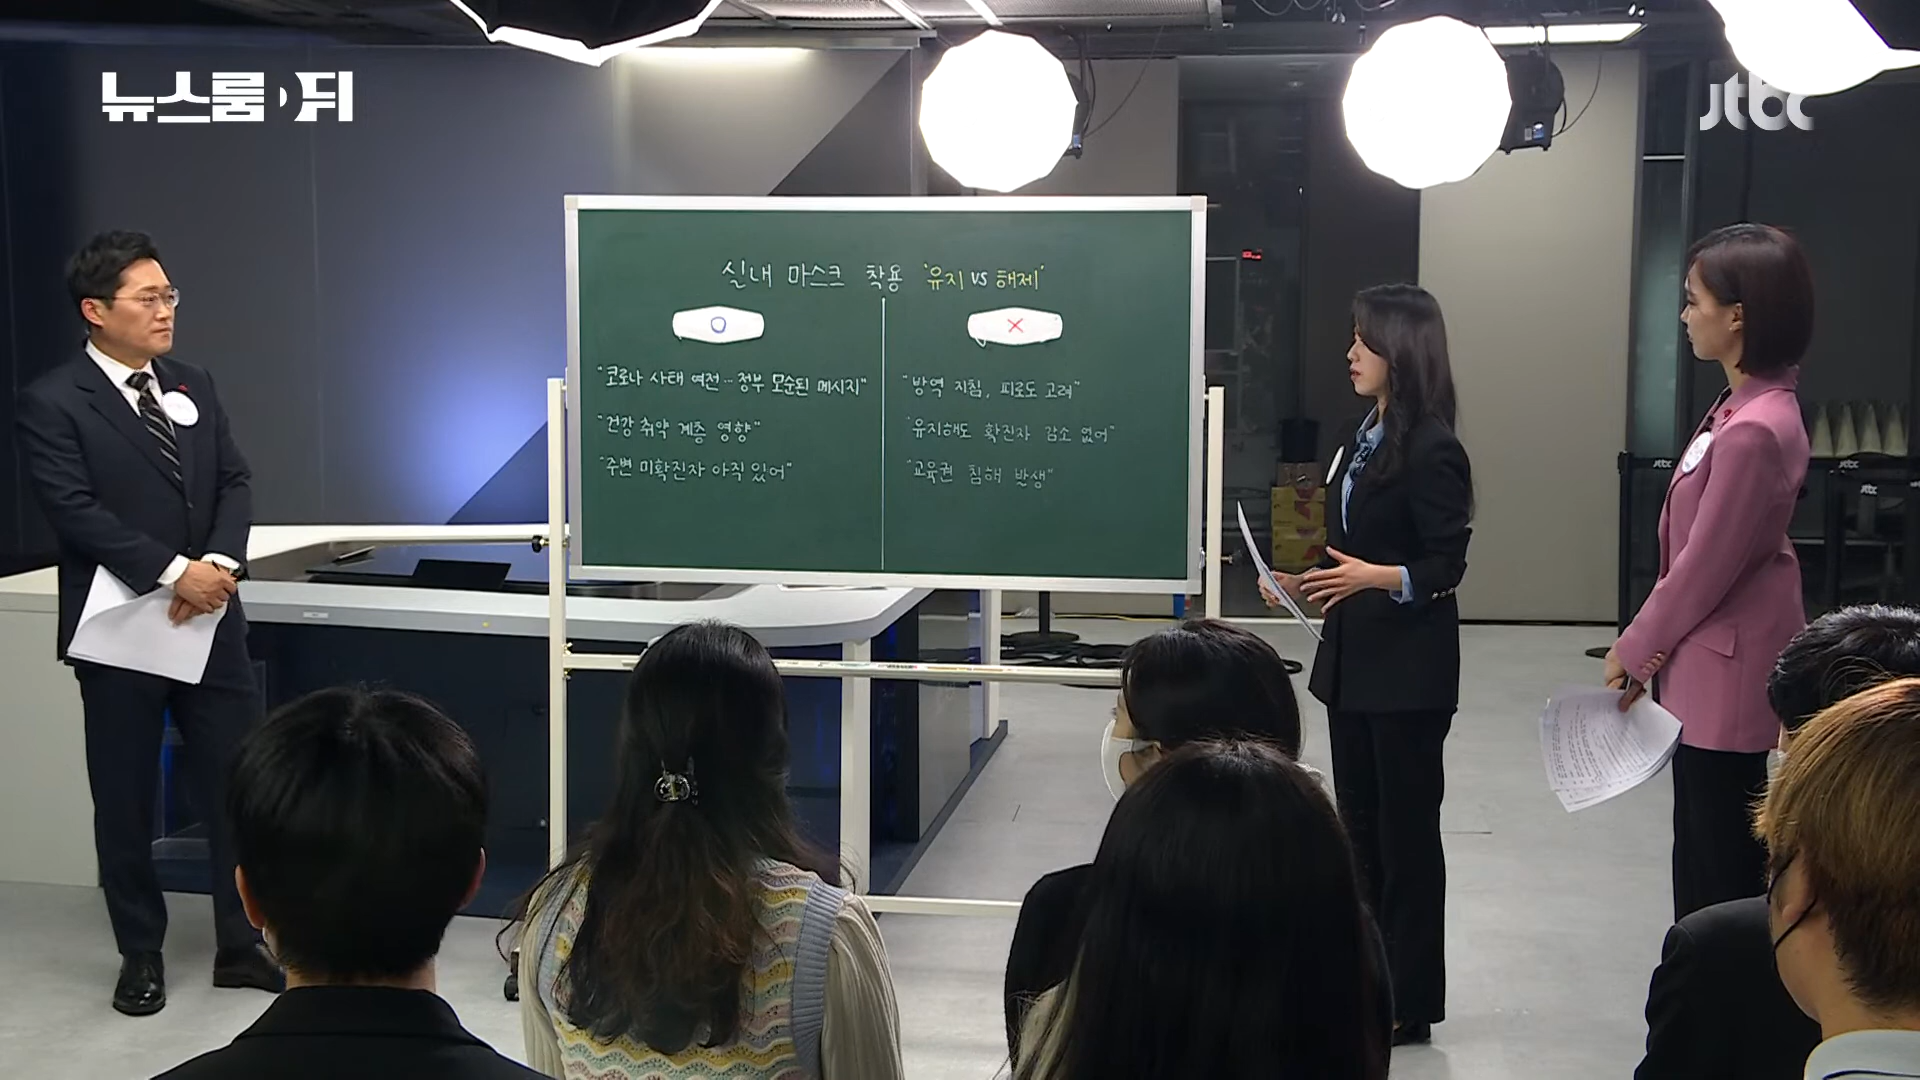 뉴스룸 뒤
jtbc
실내 마스크 착용 '유지 vs 해제'
O
X
"코로나 사태 여전…정부 모순된 메시지"
"건강 취약 계층 영향"
"주변 미확진자 아직 있어"
"방역 지침, 피로도 고려"
"유지해도 확진자 감소 없어"
"교육권 침해 발생"
jtbc
jtbc
jtbc